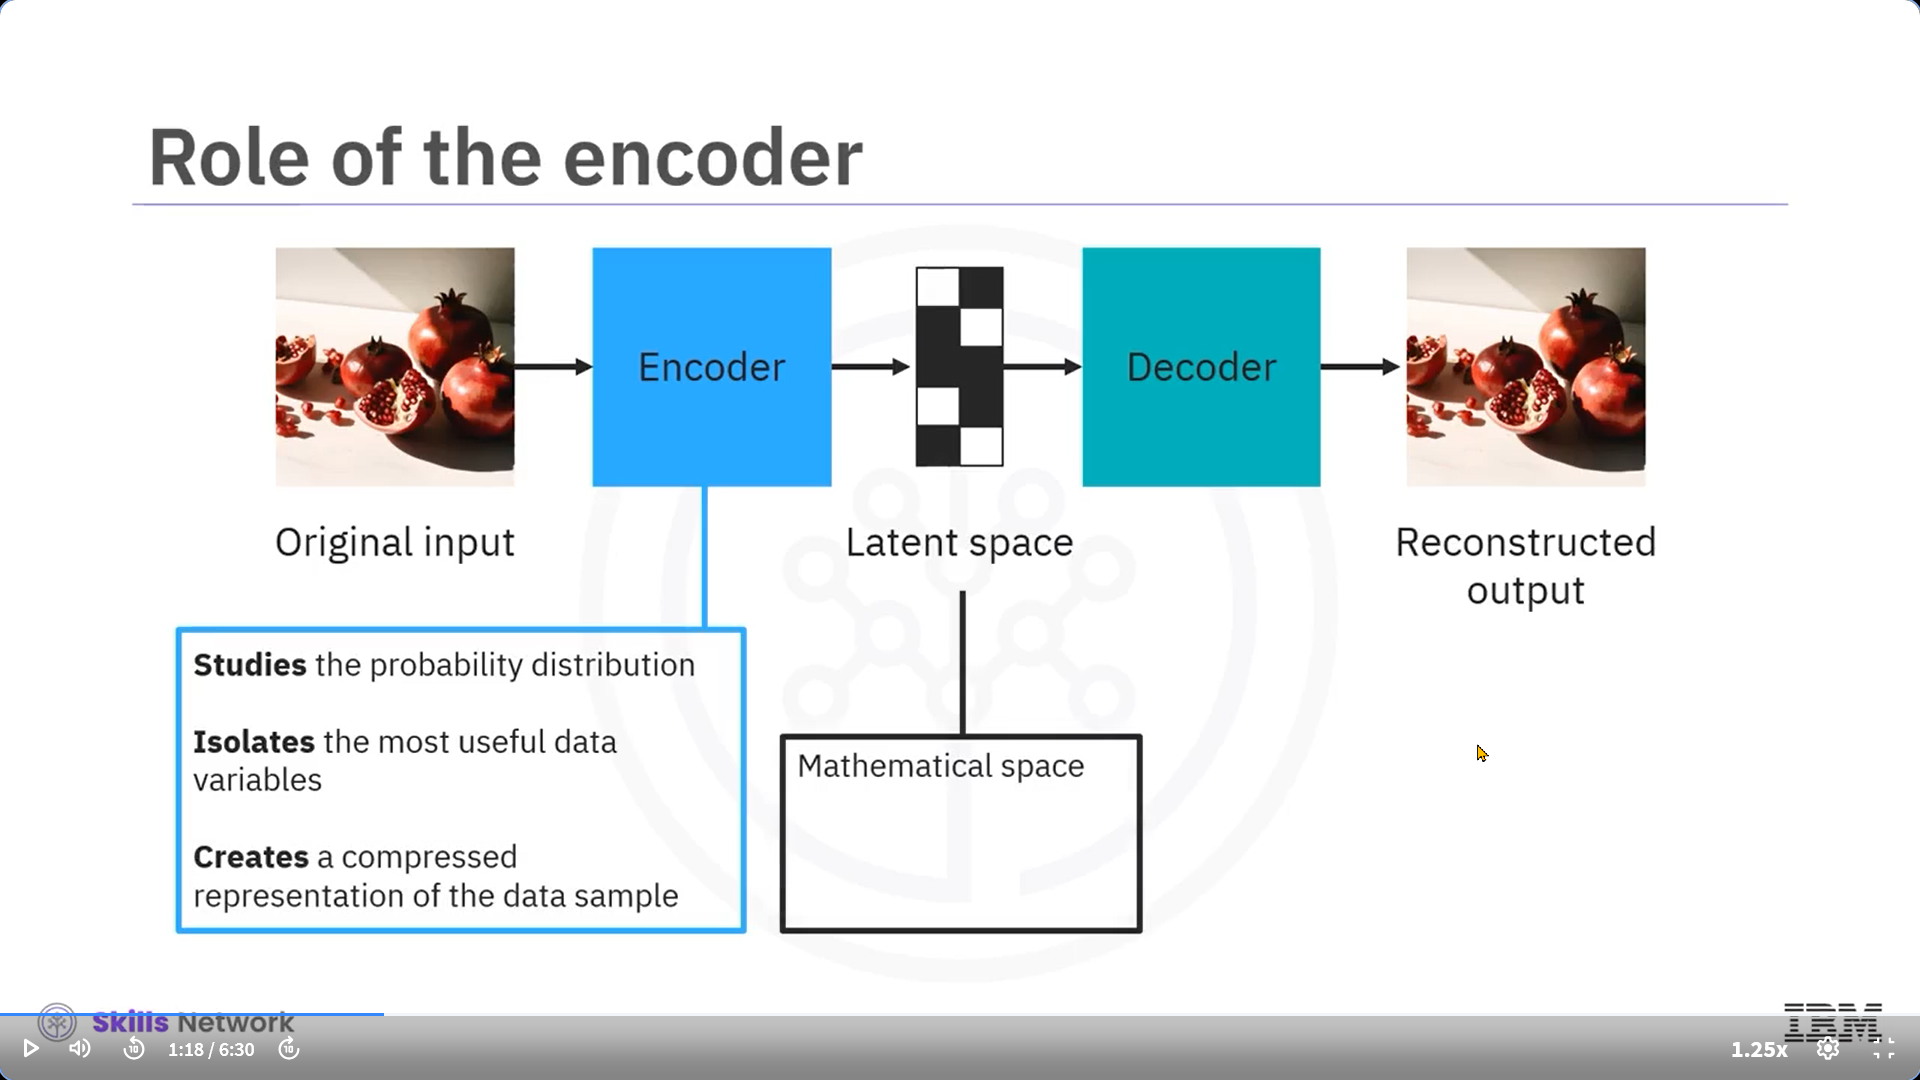 Role of the encoder
Encoder
Decoder
Original input
Latent space
Reconstructed
output
Studies the probability distribution
Isolates the most useful data
variables
Creates a compressed
representation of the data sample
Mathematical space
Skills Network
IBM
10
1:18 / 6:30
10
1.25x